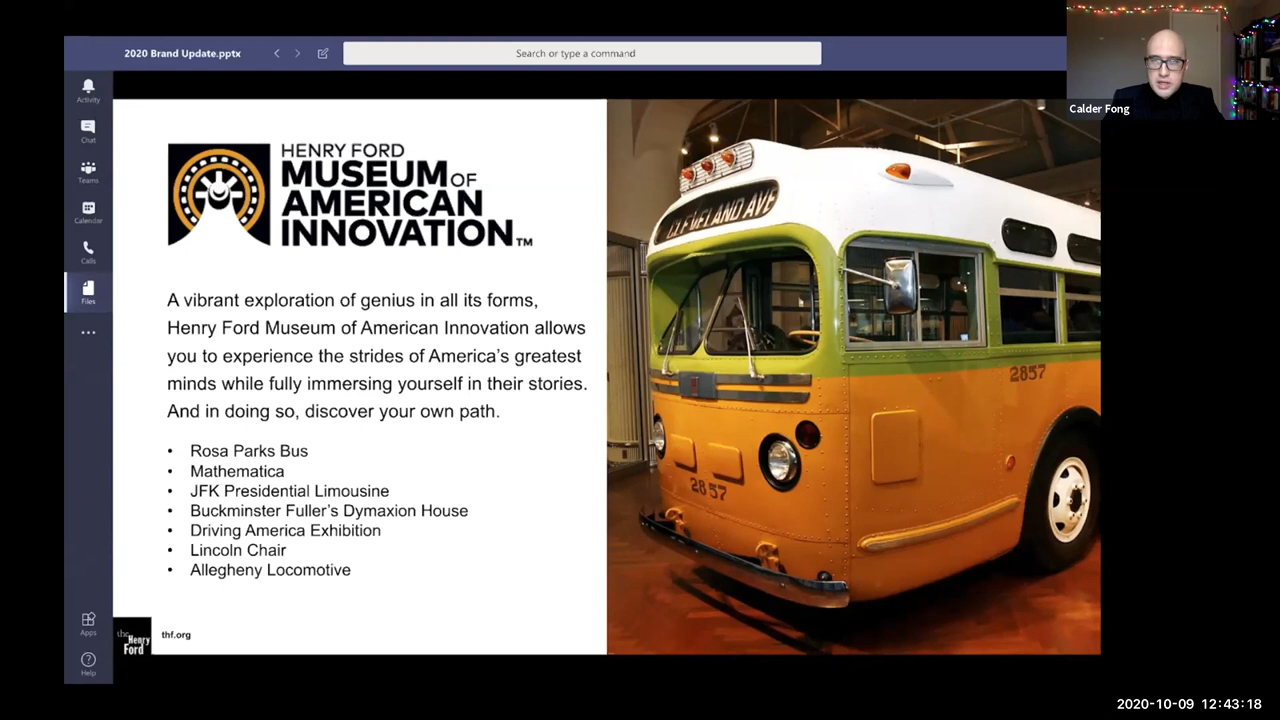 2020 Brand Update.pptx
Search or type a command
Calder Fong
Activity
Chat
Teams
Calendar
Calls
Files
Apps
Help
HENRY FORD
MUSEUM OF
AMERICAN
INNOVATION™
A vibrant exploration of genius in all its forms,
Henry Ford Museum of American Innovation allows
you to experience the strides of America's greatest
minds while fully immersing yourself in their stories.
And in doing so, discover your own path.
• Rosa Parks Bus
• Mathematica
• JFK Presidential Limousine
• Buckminster Fuller's Dymaxion House
• Driving America Exhibition
• Lincoln Chair
• Allegheny Locomotive
the
Henry
Ford
thf.org
CLEVELAND AVE
2857
2857
2020-10-09 12:43:18